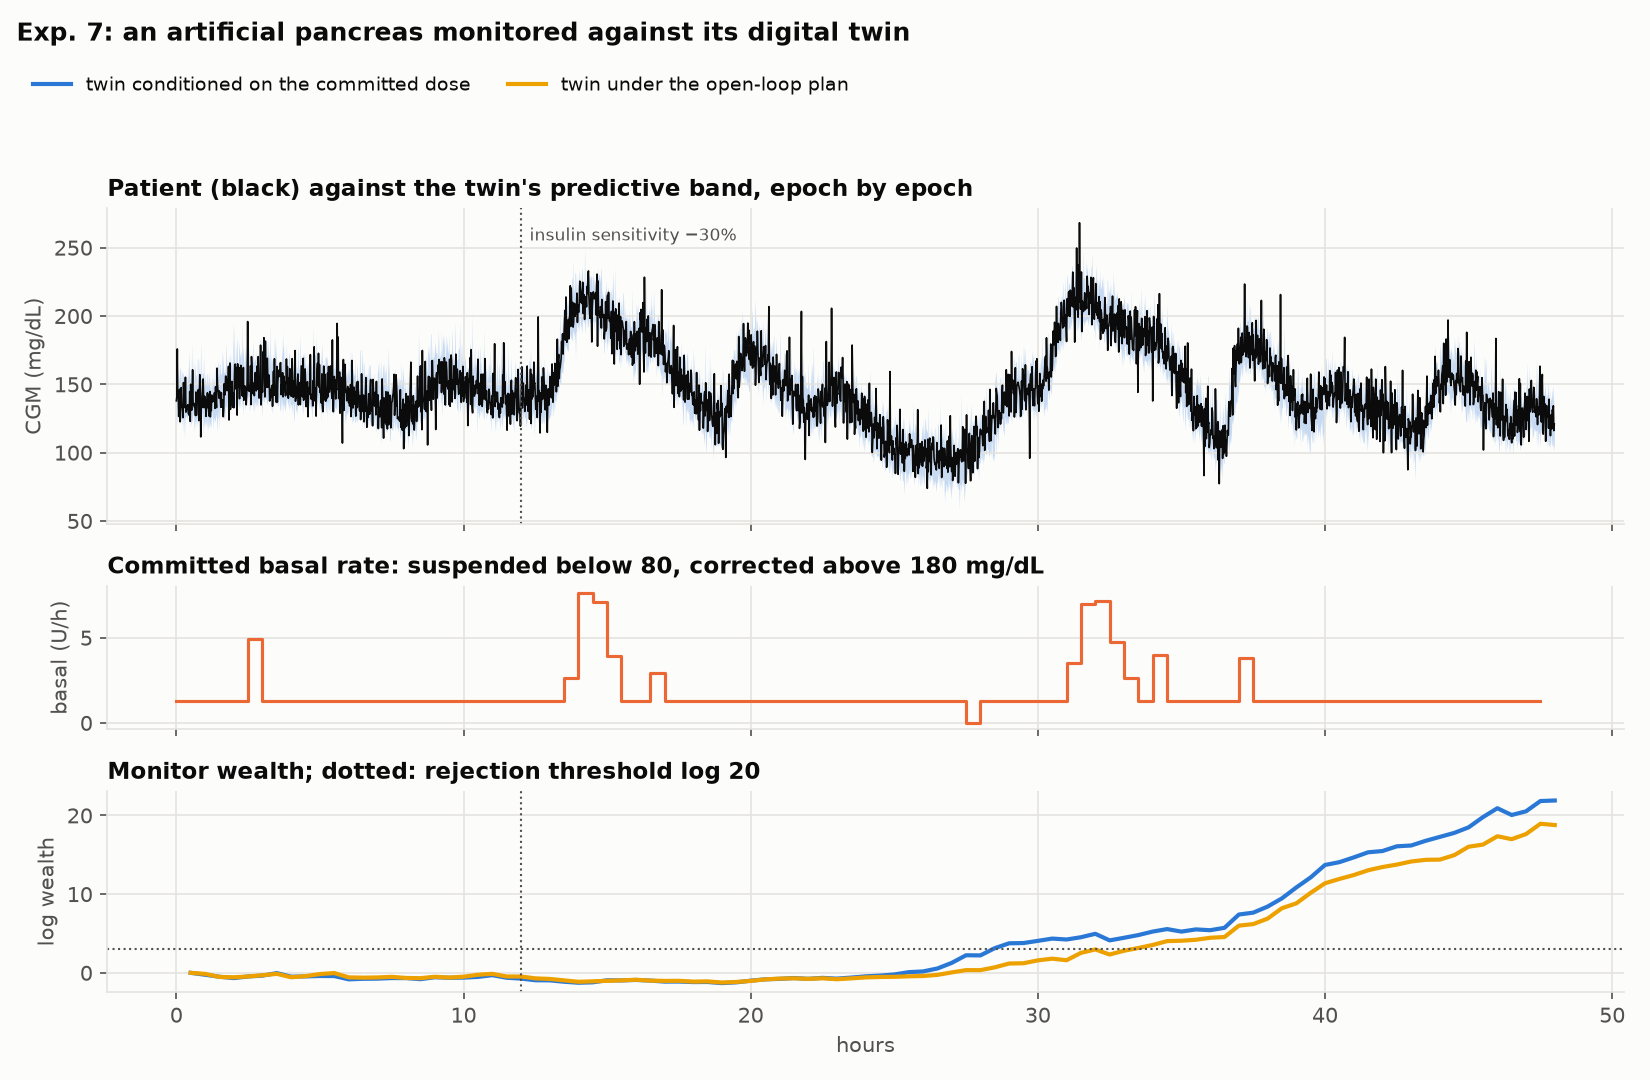 Exp. 7: an artificial pancreas monitored against its digital twin
twin conditioned on the committed dose
twin under the open-loop plan
Patient (black) against the twin's predictive band, epoch by epoch
insulin sensitivity −30%
CGM (mg/dL)
250
200
150
100
50
Committed basal rate: suspended below 80, corrected above 180 mg/dL
basal (U/h)
5
0
Monitor wealth; dotted: rejection threshold log 20
log wealth
20
10
0
0 10 20 30 40 50
hours